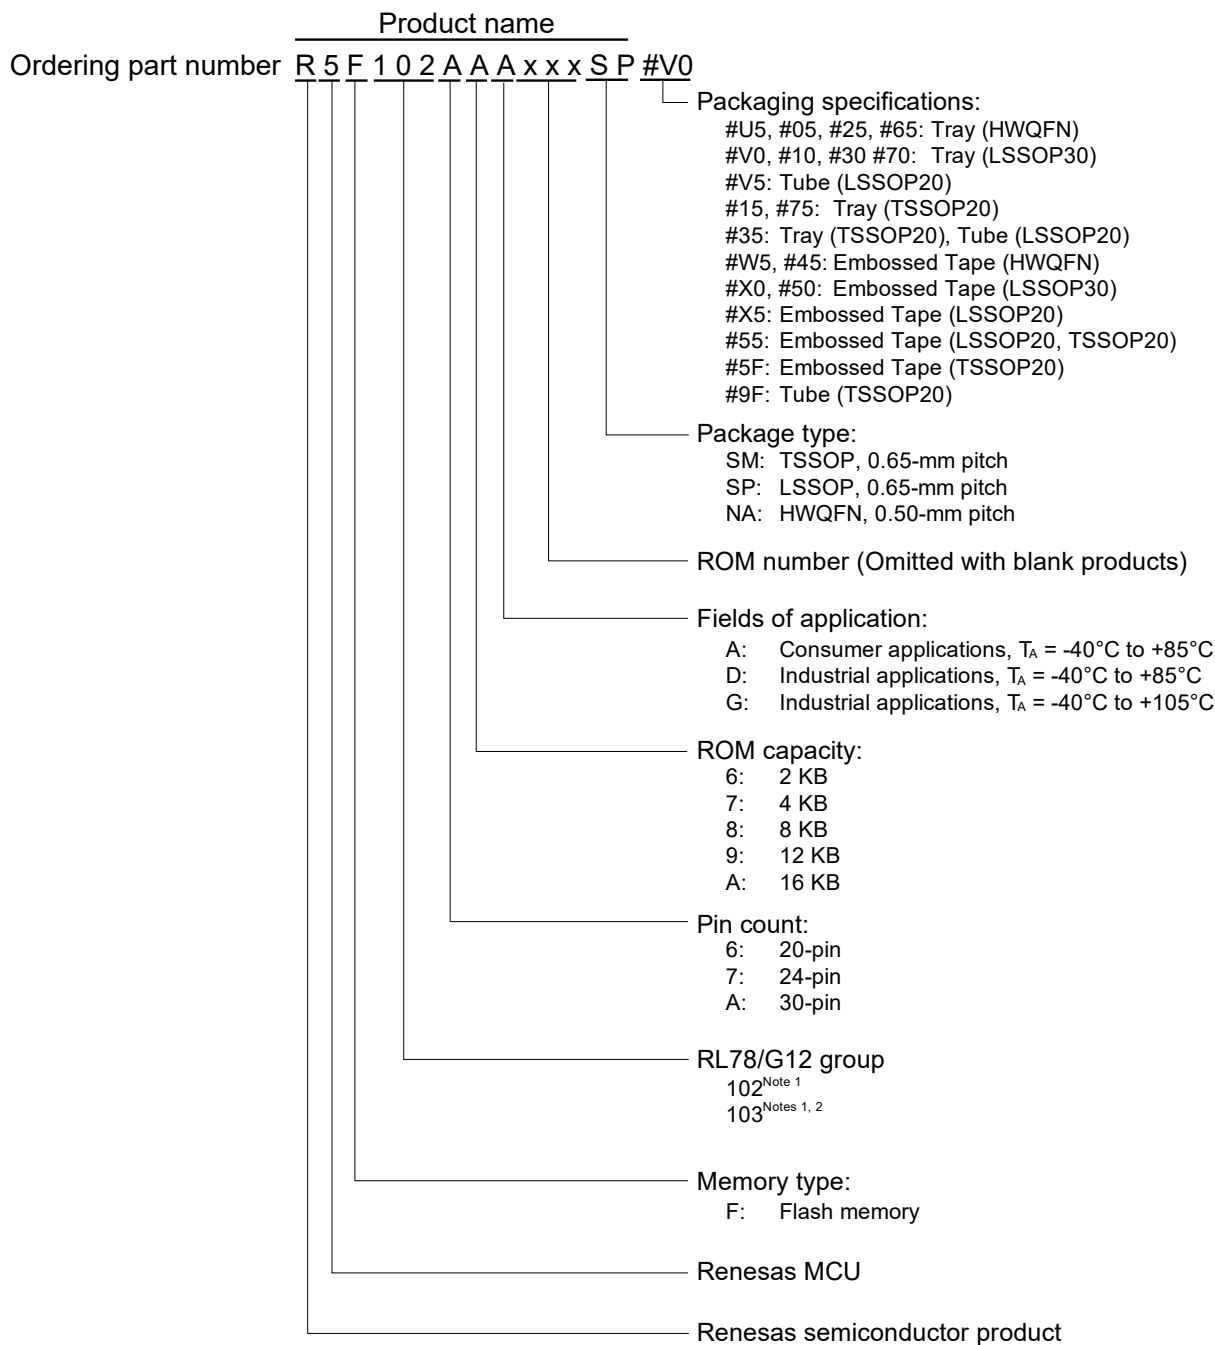 Product name
Ordering part number R 5 F 1 0 2 A A A x x x S P #V0
Packaging specifications:
#U5, #05, #25, #65: Tray (HWQFN)
#V0, #10, #30 #70: Tray (LSSOP30)
#V5: Tube (LSSOP20)
#15, #75: Tray (TSSOP20)
#35: Tray (TSSOP20), Tube (LSSOP20)
#W5, #45: Embossed Tape (HWQFN)
#X0, #50: Embossed Tape (LSSOP30)
#X5: Embossed Tape (LSSOP20)
#55: Embossed Tape (LSSOP20, TSSOP20)
#5F: Embossed Tape (TSSOP20)
#9F: Tube (TSSOP20)
Package type:
SM: TSSOP, 0.65-mm pitch
SP: LSSOP, 0.65-mm pitch
NA: HWQFN, 0.50-mm pitch
ROM number (Omitted with blank products)
Fields of application:
A: Consumer applications, TA = -40°C to +85°C
D: Industrial applications, TA = -40°C to +85°C
G: Industrial applications, TA = -40°C to +105°C
ROM capacity:
6: 2 KB
7: 4 KB
8: 8 KB
9: 12 KB
A: 16 KB
Pin count:
6: 20-pin
7: 24-pin
A: 30-pin
RL78/G12 group
102Note 1
103Notes 1, 2
Memory type:
F: Flash memory
Renesas MCU
Renesas semiconductor product